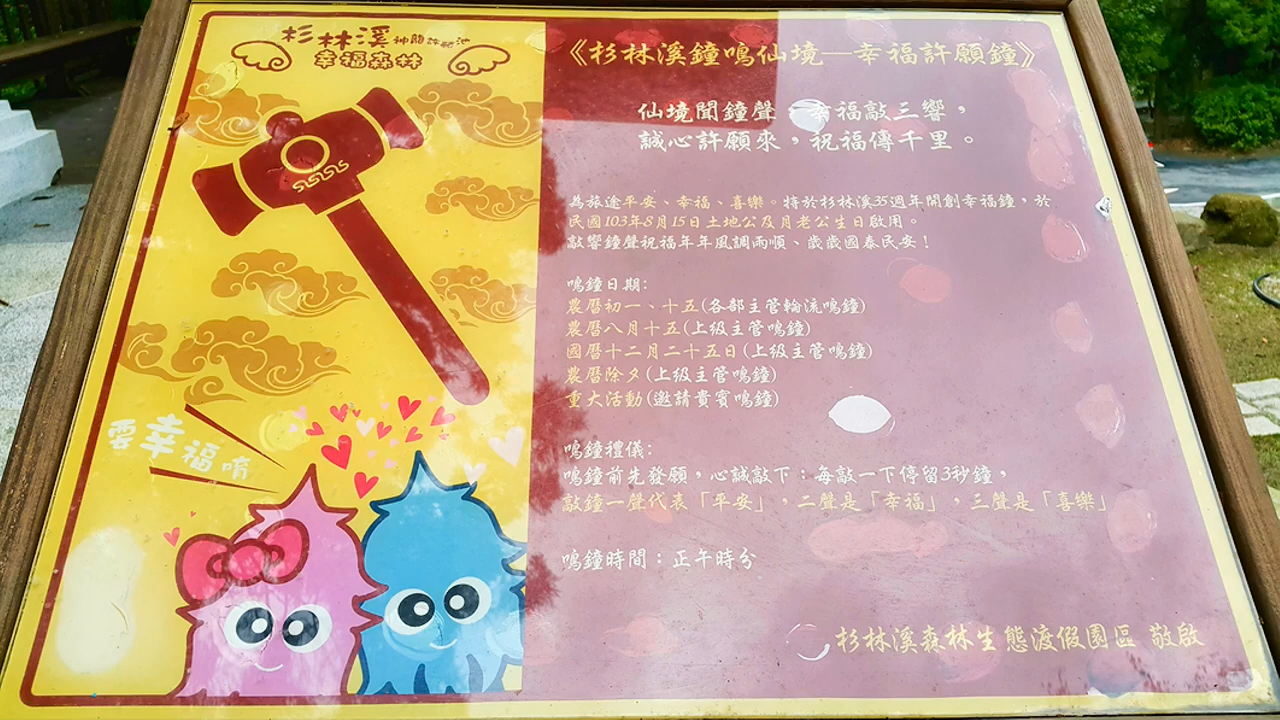 杉林溪神龍許願池
幸福森林
雲幸福唷
《杉林溪鐘鳴仙境—幸福許願鐘》
仙境聞鐘聲，幸福敲三響，
誠心許願來，祝福傳千里。
為旅途平安、幸福、喜樂。特於杉林溪35週年開創幸福鐘，於
民國103年8月15日土地公及月老公生日啟用。
敲響鐘聲祝福年年風調雨順、歲歲國泰民安！
鳴鐘日期:
農曆初一、十五(各部主管輪流鳴鐘)
農曆八月十五(上級主管鳴鐘)
國曆十二月二十五日(上級主管鳴鐘)
農曆除夕(上級主管鳴鐘)
重大活動(邀請貴賓鳴鐘)
鳴鐘禮儀:
鳴鐘前先發願，心誠敲下；每敲一下停留3秒鐘，
敲鐘一聲代表「平安」，二聲是「幸福」，三聲是「喜樂」
鳴鐘時間：正午時分
杉林溪森林生態渡假園區 敬啟